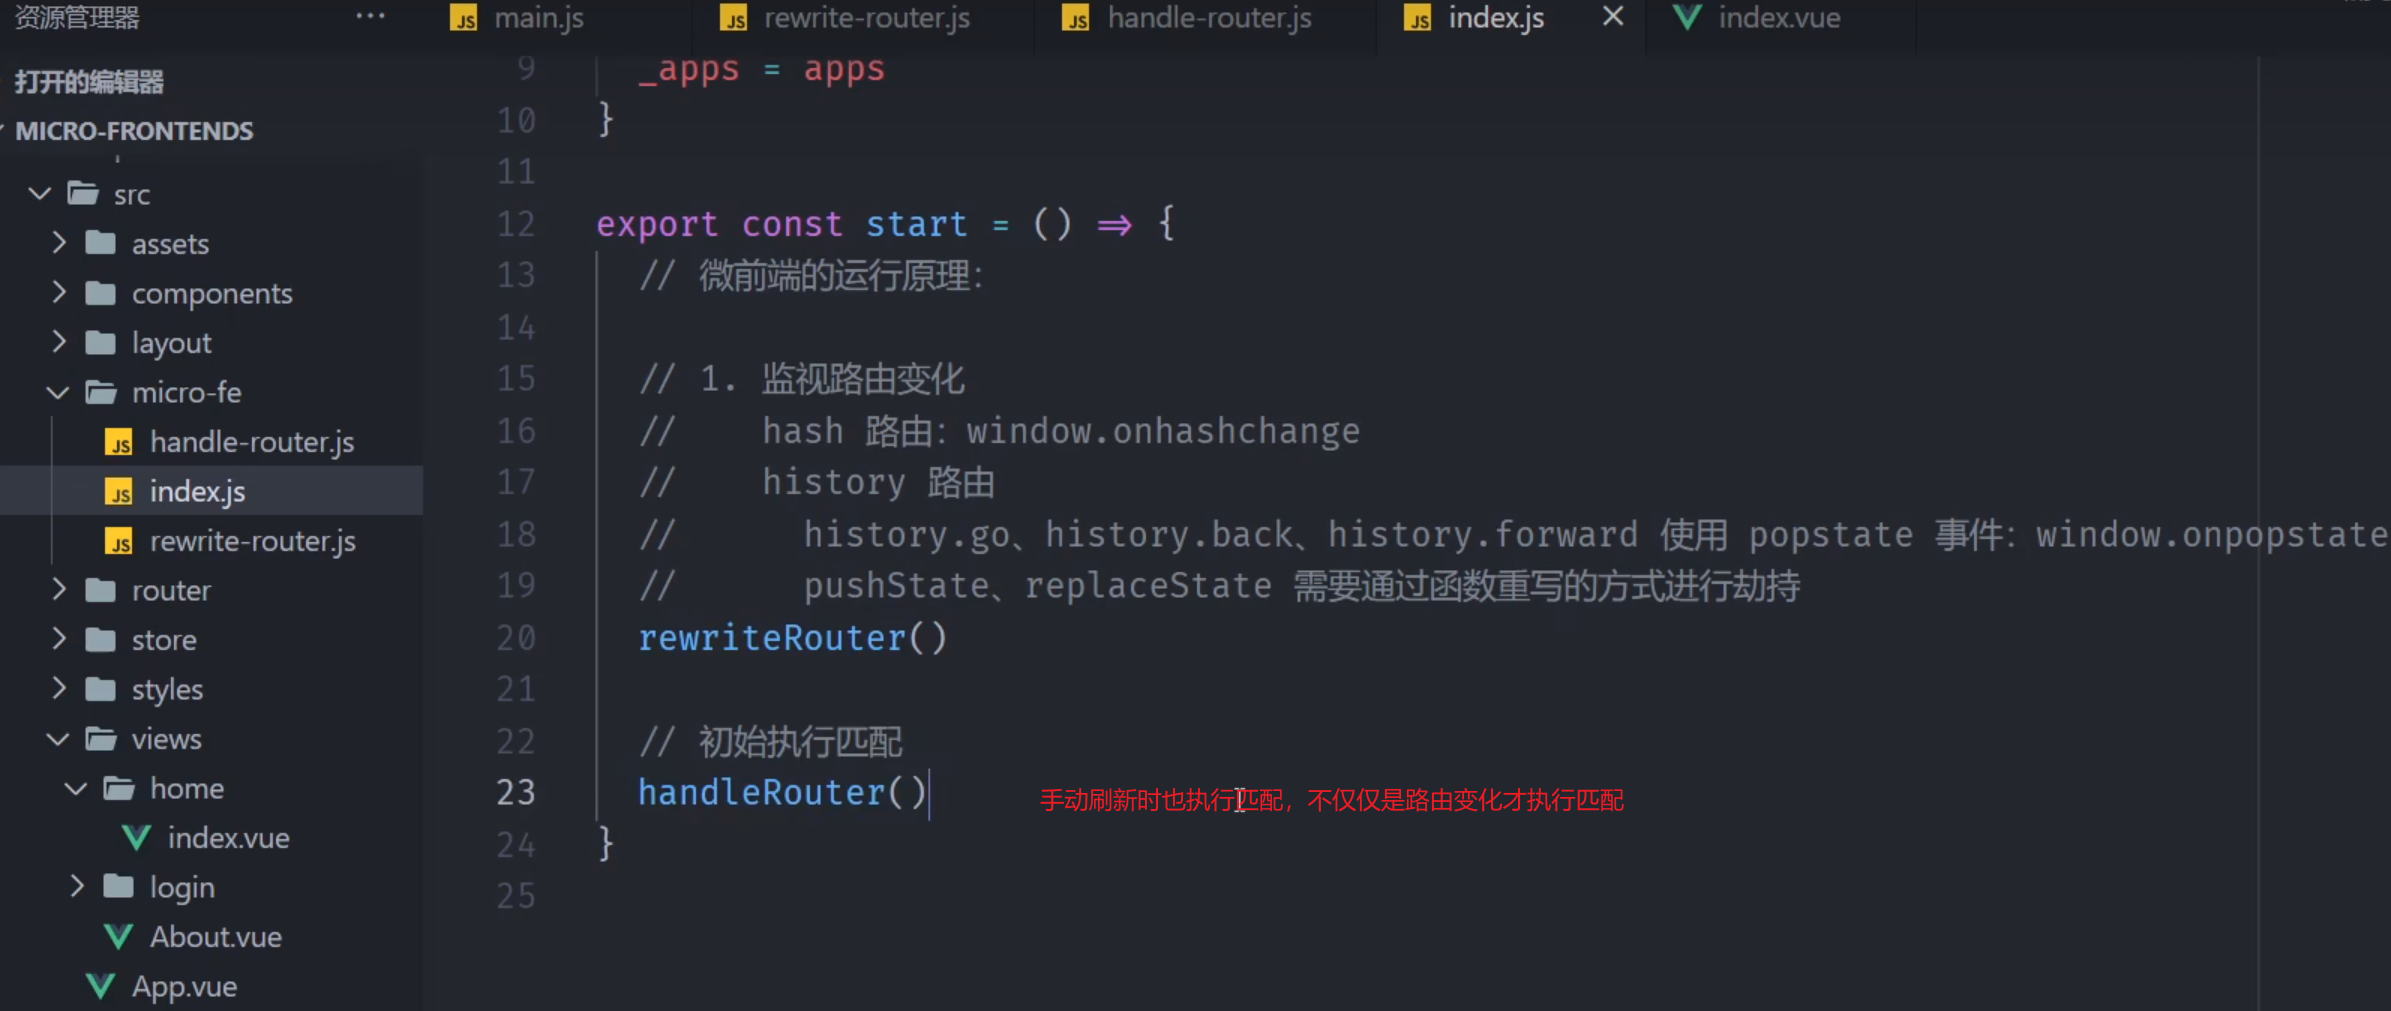 资源管理器 ···
JS main.js
JS rewrite-router.js
JS handle-router.js
JS index.js ×
index.vue
打开的编辑器
MICRO-FRONTENDS
src
assets
components
layout
micro-fe
JS handle-router.js
JS index.js
JS rewrite-router.js
router
store
styles
views
home
index.vue
login
About.vue
App.vue
9 _apps = apps
10 }
11
12 export const start = () => {
13 // 微前端的运行原理：
14
15 // 1. 监视路由变化
16 // hash 路由：window.onhashchange
17 // history 路由
18 // history.go、history.back、history.forward 使用 popstate 事件：window.onpopstate
19 // pushState、replaceState 需要通过函数重写的方式进行劫持
20 rewriteRouter()
21
22 // 初始执行匹配
23 handleRouter() 手动刷新时也执行匹配，不仅仅是路由变化才执行匹配
24 }
25